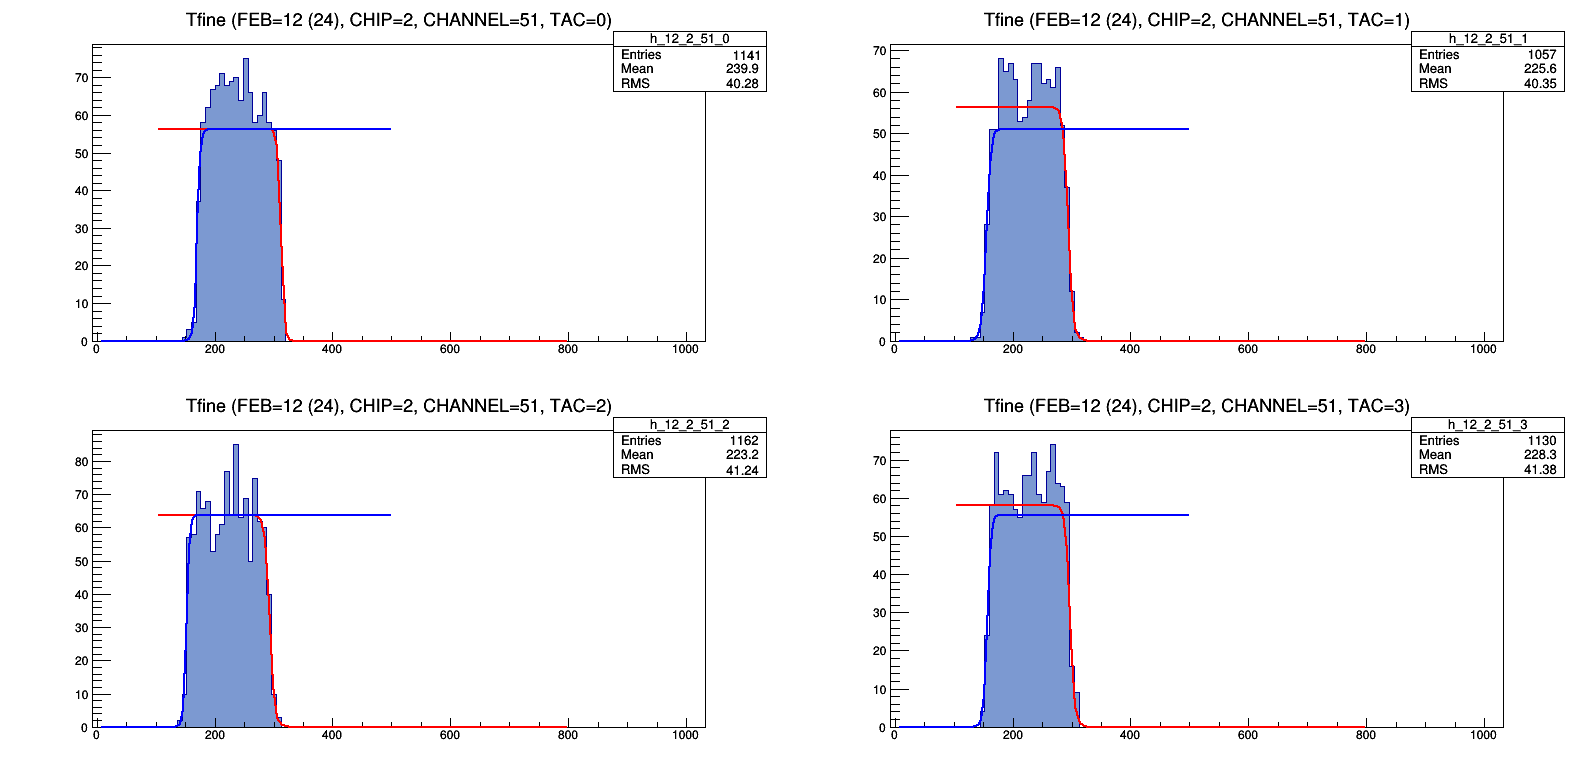 Tfine (FEB=12 (24), CHIP=2, CHANNEL=51, TAC=0)
h_12_2_51_0
Entries 1141
Mean 239.9
RMS 40.28
70
60
50
40
30
20
10
0
0 200 400 600 800 1000
Tfine (FEB=12 (24), CHIP=2, CHANNEL=51, TAC=1)
h_12_2_51_1
Entries 1057
Mean 225.6
RMS 40.35
70
60
50
40
30
20
10
0
0 200 400 600 800 1000
Tfine (FEB=12 (24), CHIP=2, CHANNEL=51, TAC=2)
h_12_2_51_2
Entries 1162
Mean 223.2
RMS 41.24
80
70
60
50
40
30
20
10
0
0 200 400 600 800 1000
Tfine (FEB=12 (24), CHIP=2, CHANNEL=51, TAC=3)
h_12_2_51_3
Entries 1130
Mean 228.3
RMS 41.38
70
60
50
40
30
20
10
0
0 200 400 600 800 1000